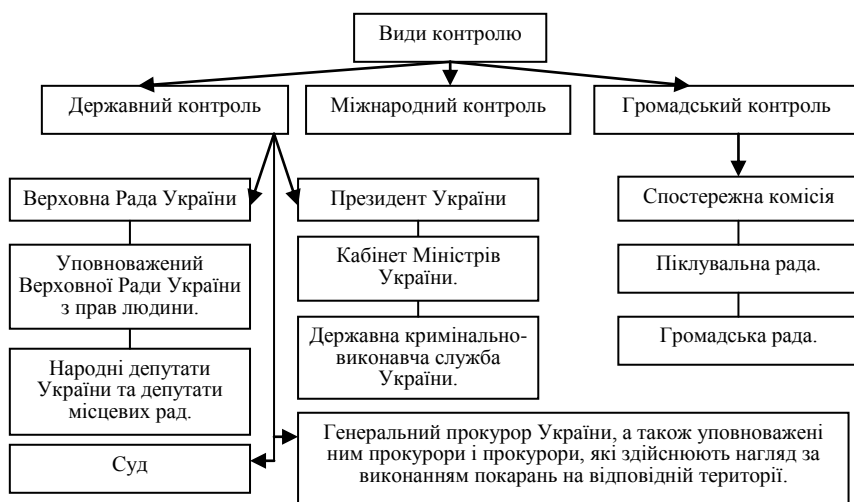 Види контролю
Державний контроль
Міжнародний контроль
Громадський контроль
Верховна Рада України
Президент України
Спостережна комісія
Уповноважений
Верховної Ради України
з прав людини.
Кабінет Міністрів
України.
Піклувальна рада.
Народні депутати
України та депутати
місцевих рад.
Державна кримінально-
виконавча служба
України.
Громадська рада.
Суд
Генеральний прокурор України, а також уповноважені
ним прокурори і прокурори, які здійснюють нагляд за
виконанням покарань на відповідній території.